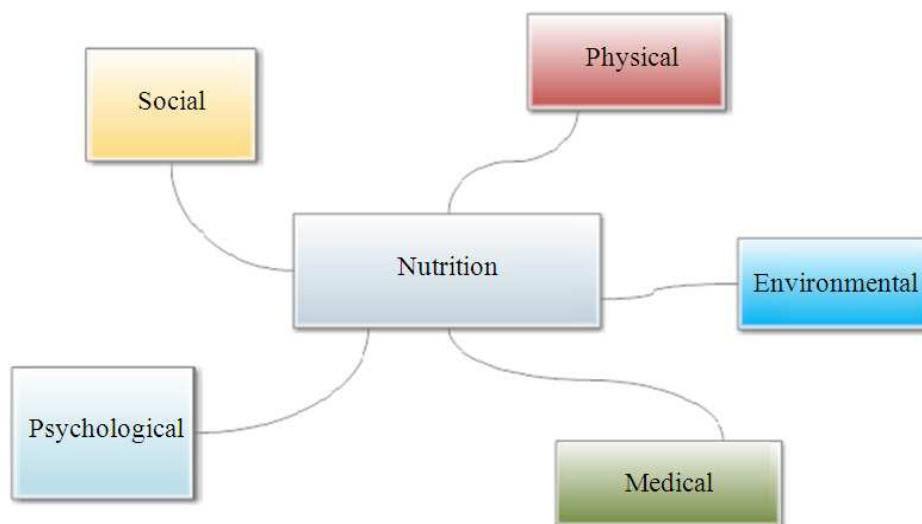 Physical
Social
Nutrition
Environmental
Psychological
Medical